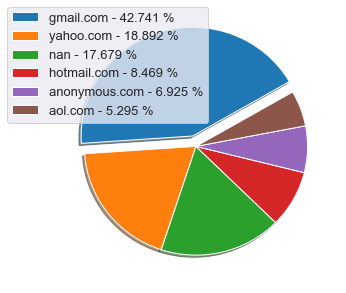 gmail.com - 42.741 %
yahoo.com - 18.892 %
nan - 17.679 %
hotmail.com - 8.469 %
anonymous.com - 6.925 %
aol.com - 5.295 %